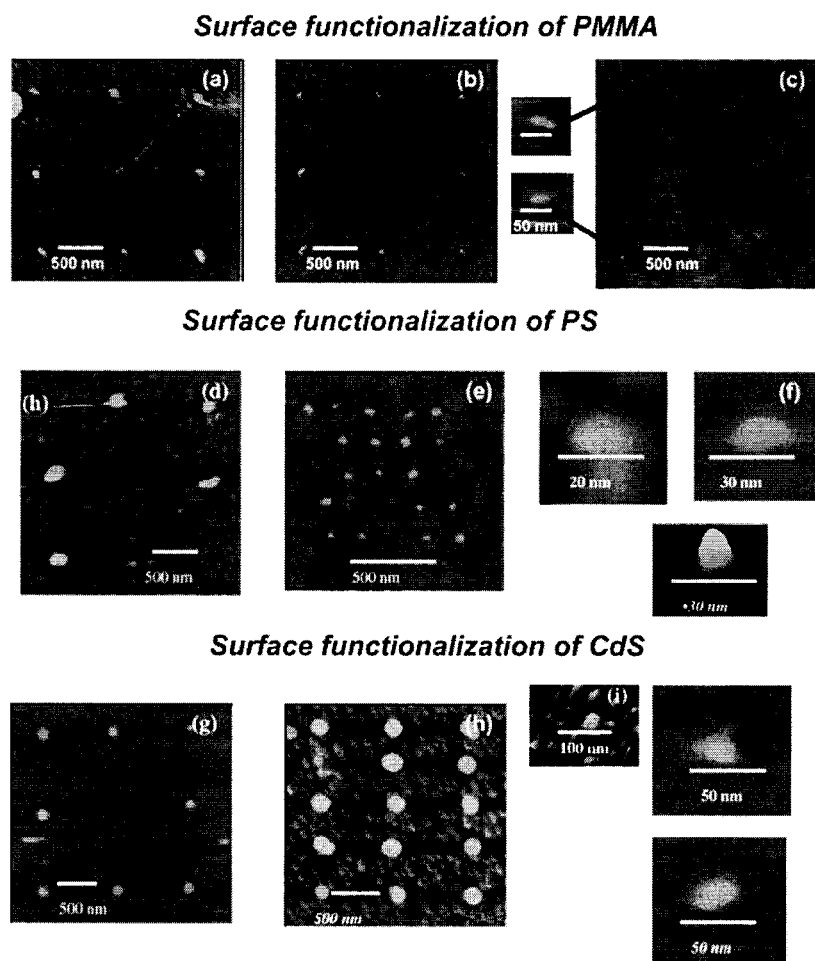 Surface functionalization of PMMA
(a)
500 nm
(b)
500 nm
50 nm
(c)
500 nm
Surface functionalization of PS
(h)
(d)
500 nm
(e)
500 nm
20 nm
(f)
30 nm
•30 nm
Surface functionalization of CdS
(g)
500 nm
(h)
500 nm
(i)
100 nm
50 nm
50 nm